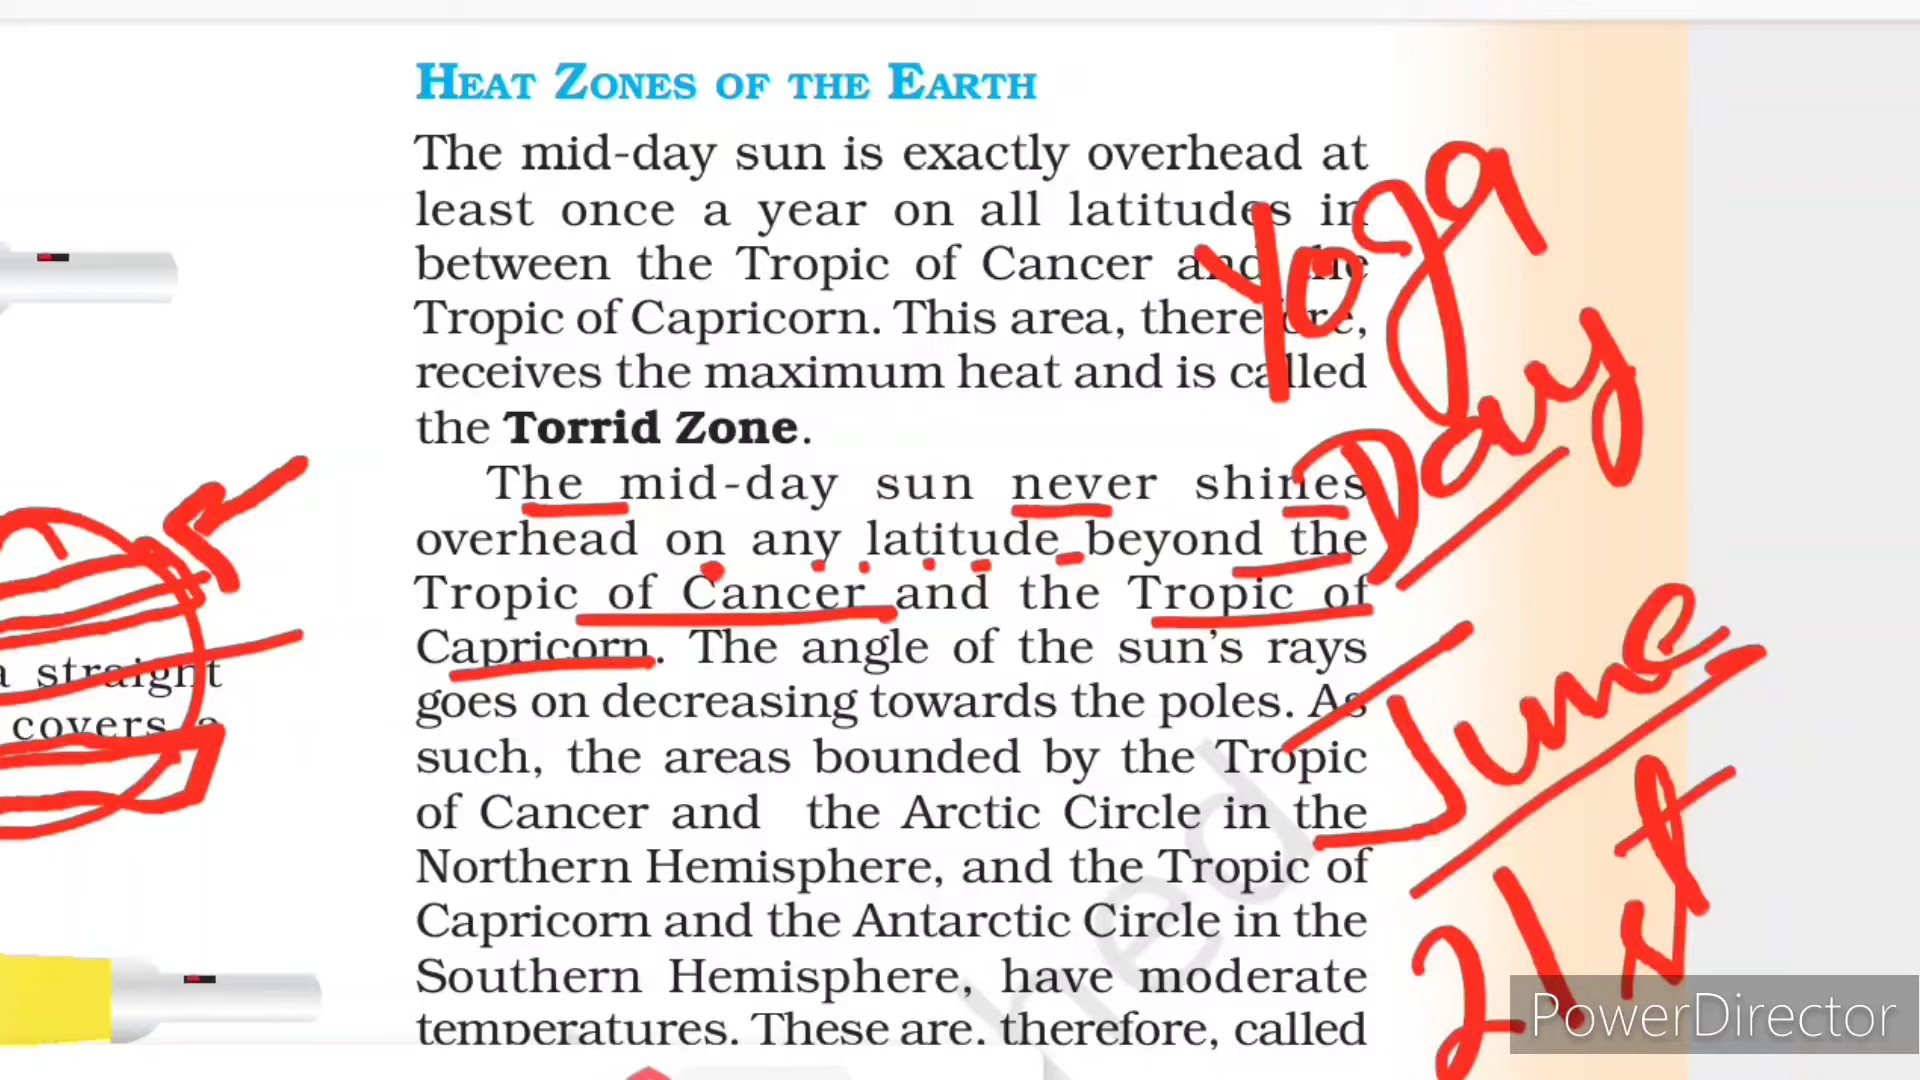 HEAT ZONES OF THE EARTH
The mid-day sun is exactly overhead at
least once a year on all latitudes in
between the Tropic of Cancer and the
Tropic of Capricorn. This area, therefore,
receives the maximum heat and is called
the Torrid Zone.
The mid-day sun never shines
overhead on any latitude beyond the
Tropic of Cancer and the Tropic of
Capricorn. The angle of the sun's rays
goes on decreasing towards the poles. As
such, the areas bounded by the Tropic
of Cancer and the Arctic Circle in the
Northern Hemisphere, and the Tropic of
Capricorn and the Antarctic Circle in the
Southern Hemisphere, have moderate
temperatures. These are, therefore, called
a straight
covers a
Yoga
Day
June
21st
hed
PowerDirector